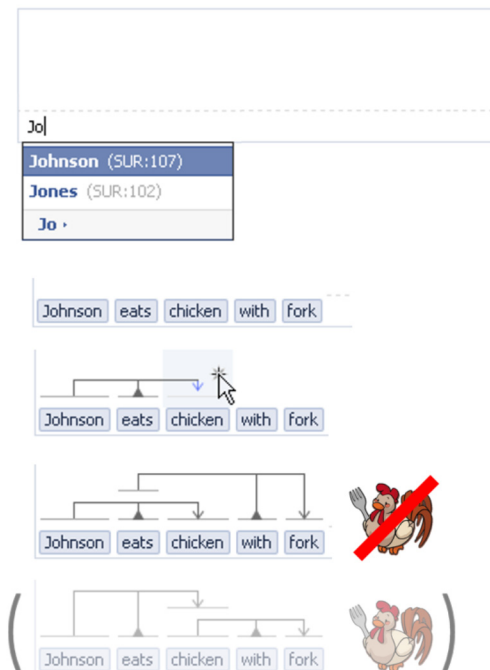 Jo
Johnson (SUR:107)
Jones (SUR:102)
Jo ›
Johnson eats chicken with fork
Johnson eats chicken with fork
Johnson eats chicken with fork
( Johnson eats chicken with fork )